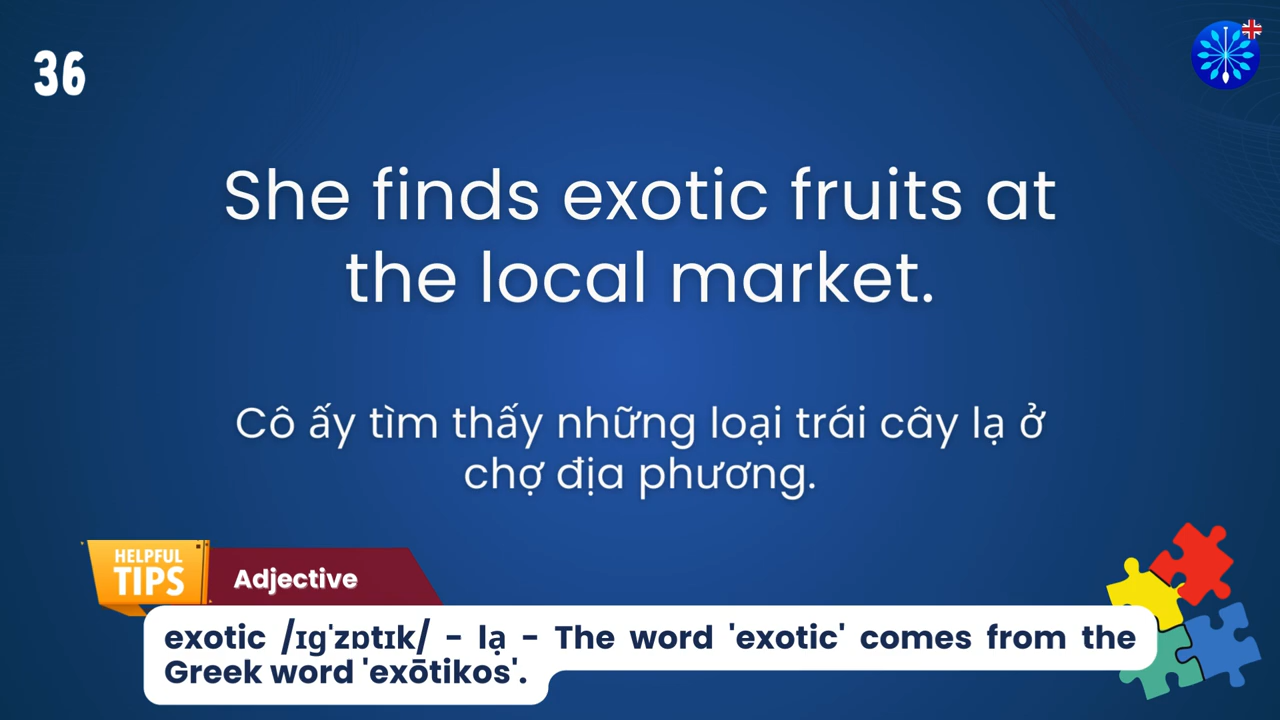 36
She finds exotic fruits at
the local market.
Cô ấy tìm thấy những loại trái cây lạ ở
chợ địa phương.
HELPFUL
TIPS
Adjective
exotic /ɪɡˈzɒtɪk/ - lạ - The word 'exotic' comes from the
Greek word 'exōtikos'.